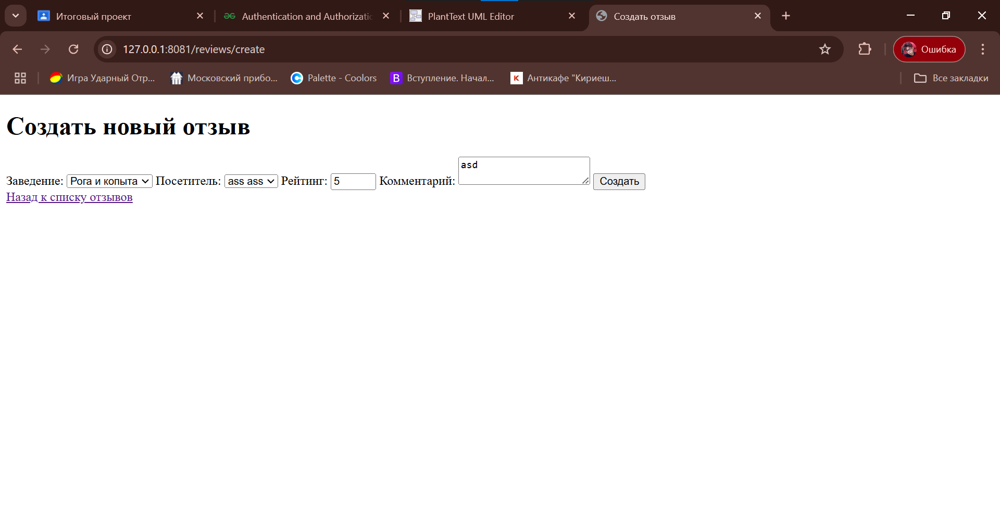 Итоговый проект
Authentication and Authorizatic
PlantText UML Editor
Создать отзыв
127.0.0.1:8081/reviews/create
Ошибка
Игра Ударный Отр...
Московский прибо...
Palette - Coolors
B Вступление. Начал...
K Антикафе "Кириеш...
Все закладки
Создать новый отзыв
Заведение: Рога и копыта Посетитель: ass ass Рейтинг: 5 Комментарий: asd Создать
Назад к списку отзывов